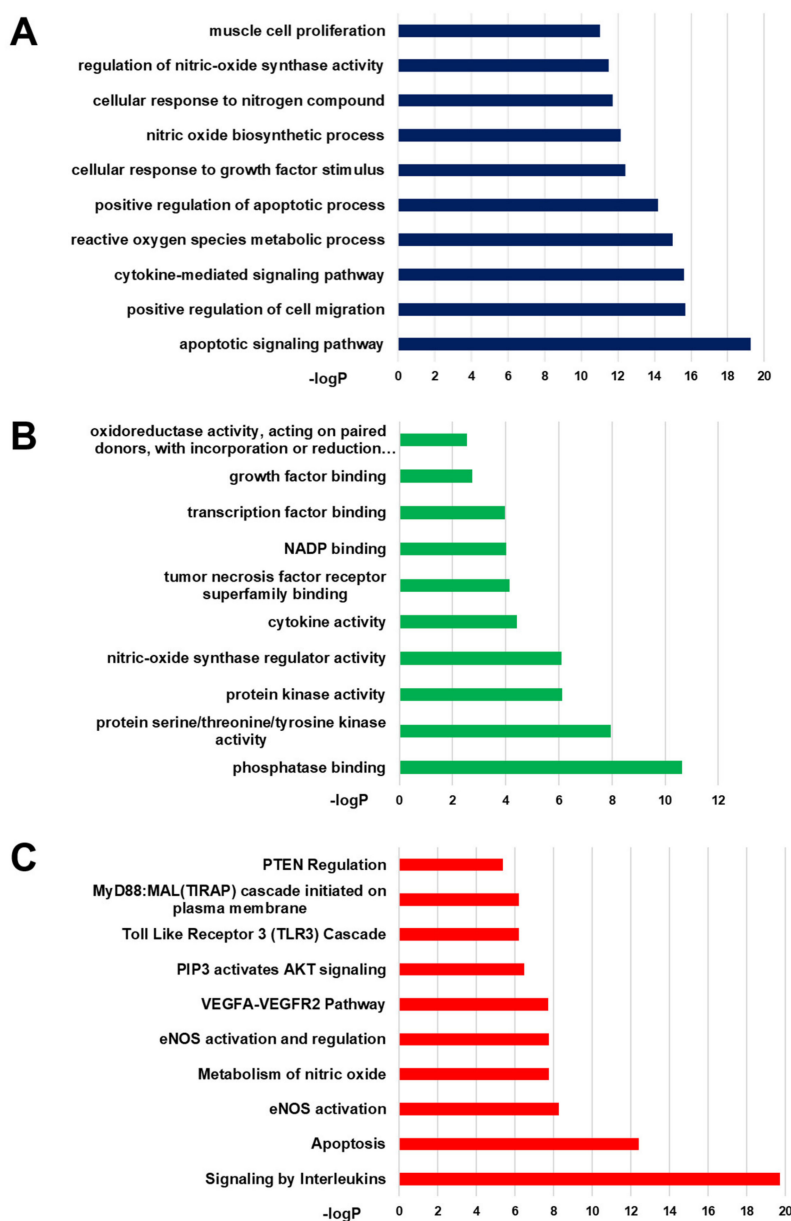 A
muscle cell proliferation
regulation of nitric-oxide synthase activity
cellular response to nitrogen compound
nitric oxide biosynthetic process
cellular response to growth factor stimulus
positive regulation of apoptotic process
reactive oxygen species metabolic process
cytokine-mediated signaling pathway
positive regulation of cell migration
apoptotic signaling pathway
-logP 0 2 4 6 8 10 12 14 16 18 20
B
oxidoreductase activity, acting on paired
donors, with incorporation or reduction…
growth factor binding
transcription factor binding
NADP binding
tumor necrosis factor receptor
superfamily binding
cytokine activity
nitric-oxide synthase regulator activity
protein kinase activity
protein serine/threonine/tyrosine kinase
activity
phosphatase binding
-logP 0 2 4 6 8 10 12
C
PTEN Regulation
MyD88:MAL(TIRAP) cascade initiated on
plasma membrane
Toll Like Receptor 3 (TLR3) Cascade
PIP3 activates AKT signaling
VEGFA-VEGFR2 Pathway
eNOS activation and regulation
Metabolism of nitric oxide
eNOS activation
Apoptosis
Signaling by Interleukins
-logP 0 2 4 6 8 10 12 14 16 18 20